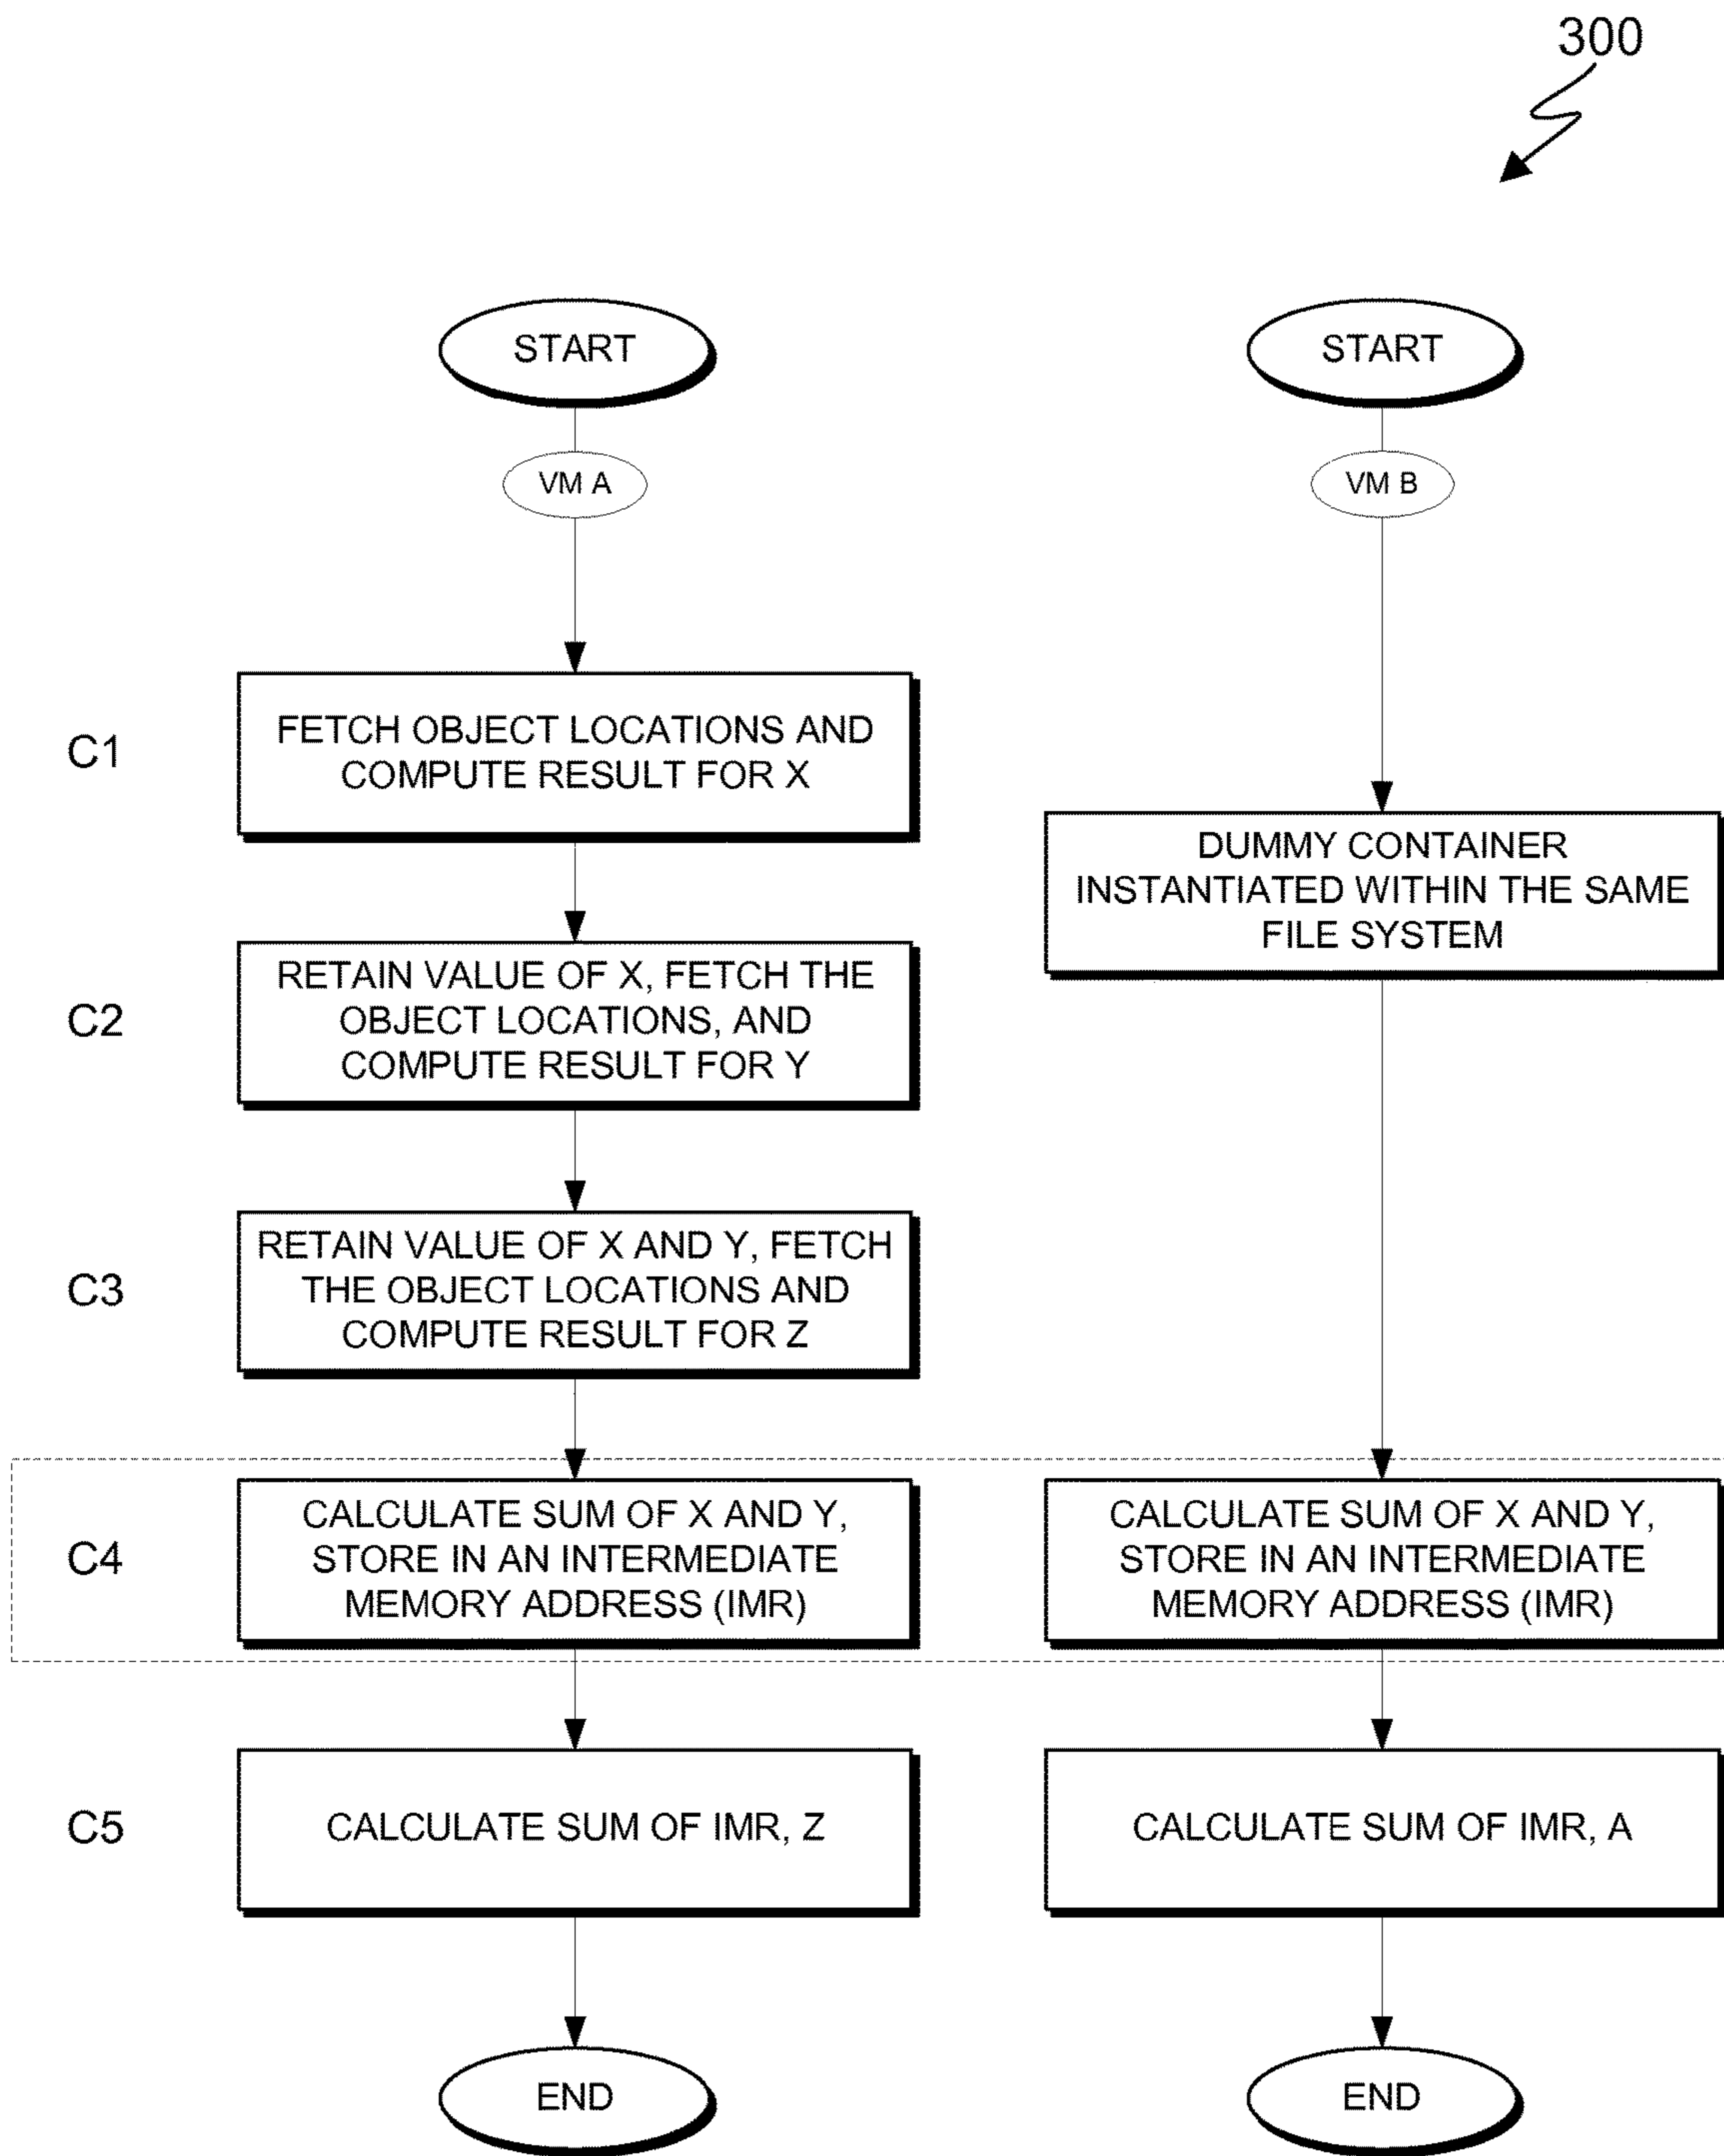 300
START
START
VM A
VM B
C1
FETCH OBJECT LOCATIONS AND
COMPUTE RESULT FOR X
DUMMY CONTAINER
INSTANTIATED WITHIN THE SAME
FILE SYSTEM
C2
RETAIN VALUE OF X, FETCH THE
OBJECT LOCATIONS, AND
COMPUTE RESULT FOR Y
C3
RETAIN VALUE OF X AND Y, FETCH
THE OBJECT LOCATIONS AND
COMPUTE RESULT FOR Z
C4
CALCULATE SUM OF X AND Y,
STORE IN AN INTERMEDIATE
MEMORY ADDRESS (IMR)
CALCULATE SUM OF X AND Y,
STORE IN AN INTERMEDIATE
MEMORY ADDRESS (IMR)
C5
CALCULATE SUM OF IMR, Z
CALCULATE SUM OF IMR, A
END
END